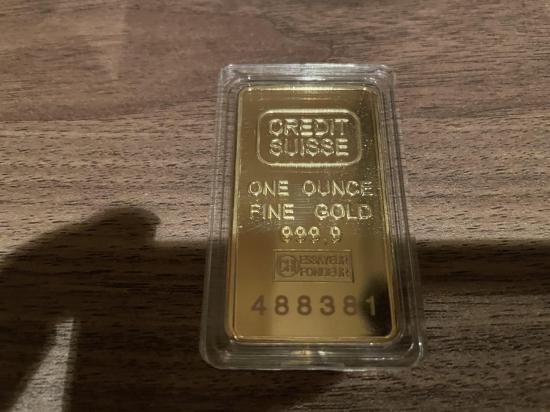 CREDIT
SUISSE
ONE OUNCE
FINE GOLD
999.9
ESSAYEUR
FONDEUR
488381